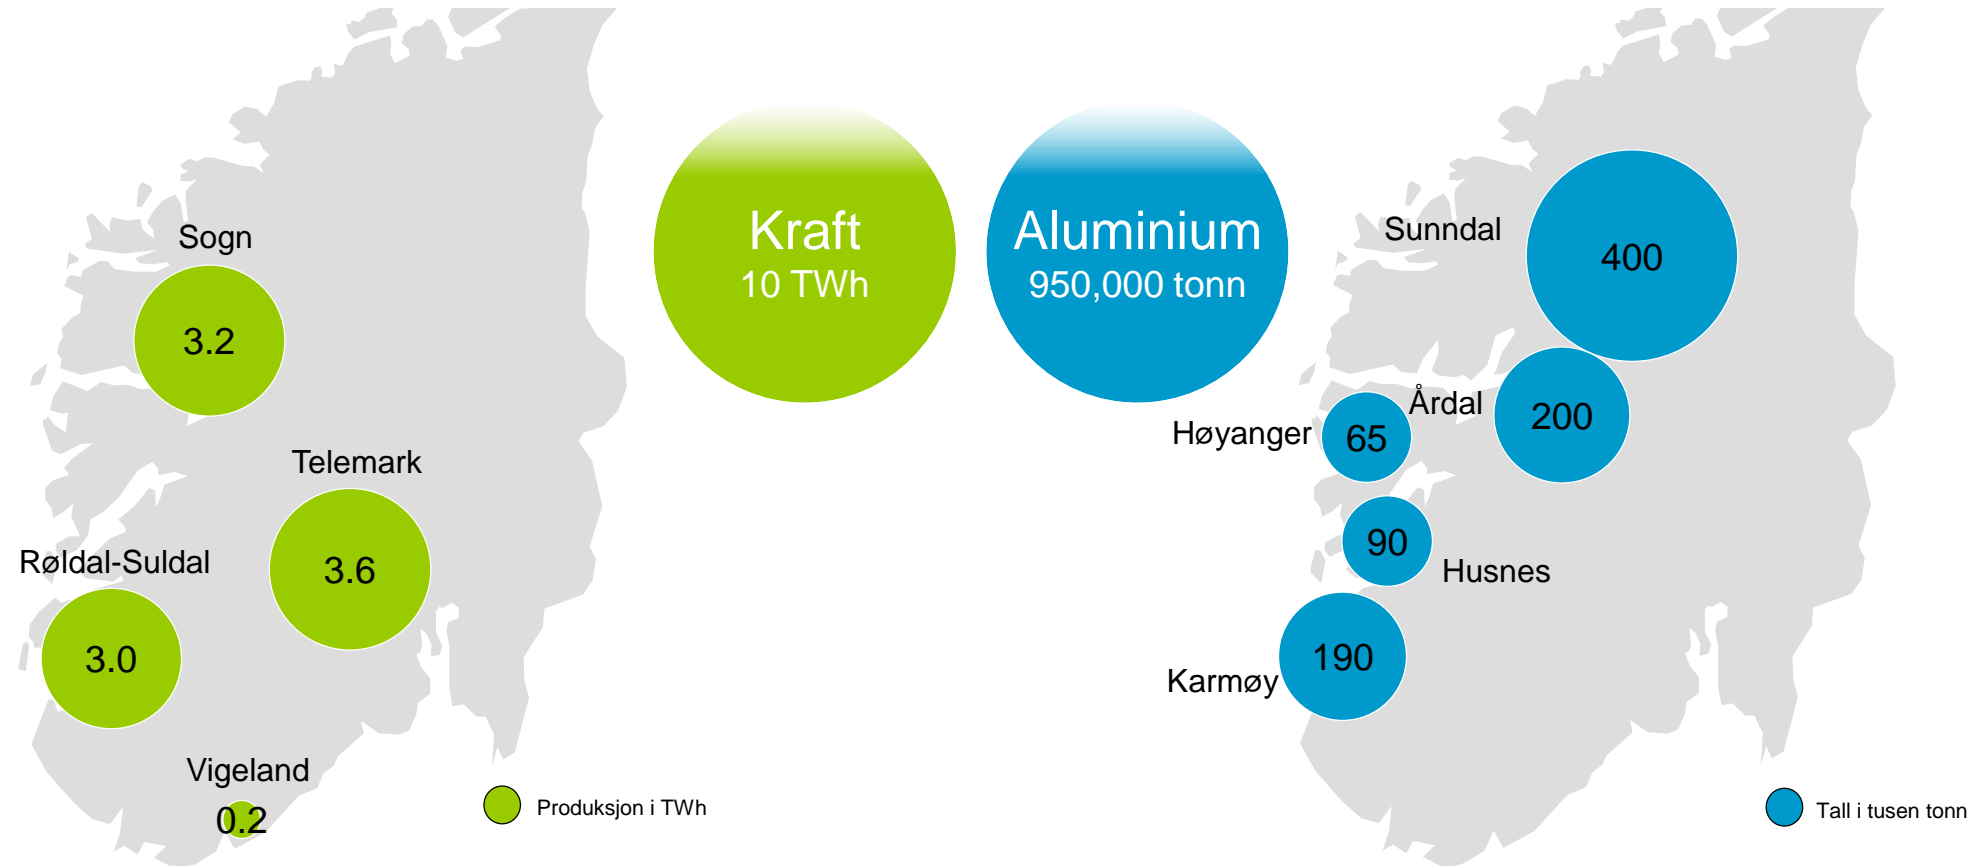 Sogn
3.2
Telemark
3.6
Røldal-Suldal
3.0
Vigeland
0.2
Produksjon i TWh
Kraft
10 TWh
Aluminium
950,000 tonn
Sunndal
400
Årdal
200
Høyanger
65
90
Husnes
190
Karmøy
Tall i tusen tonn